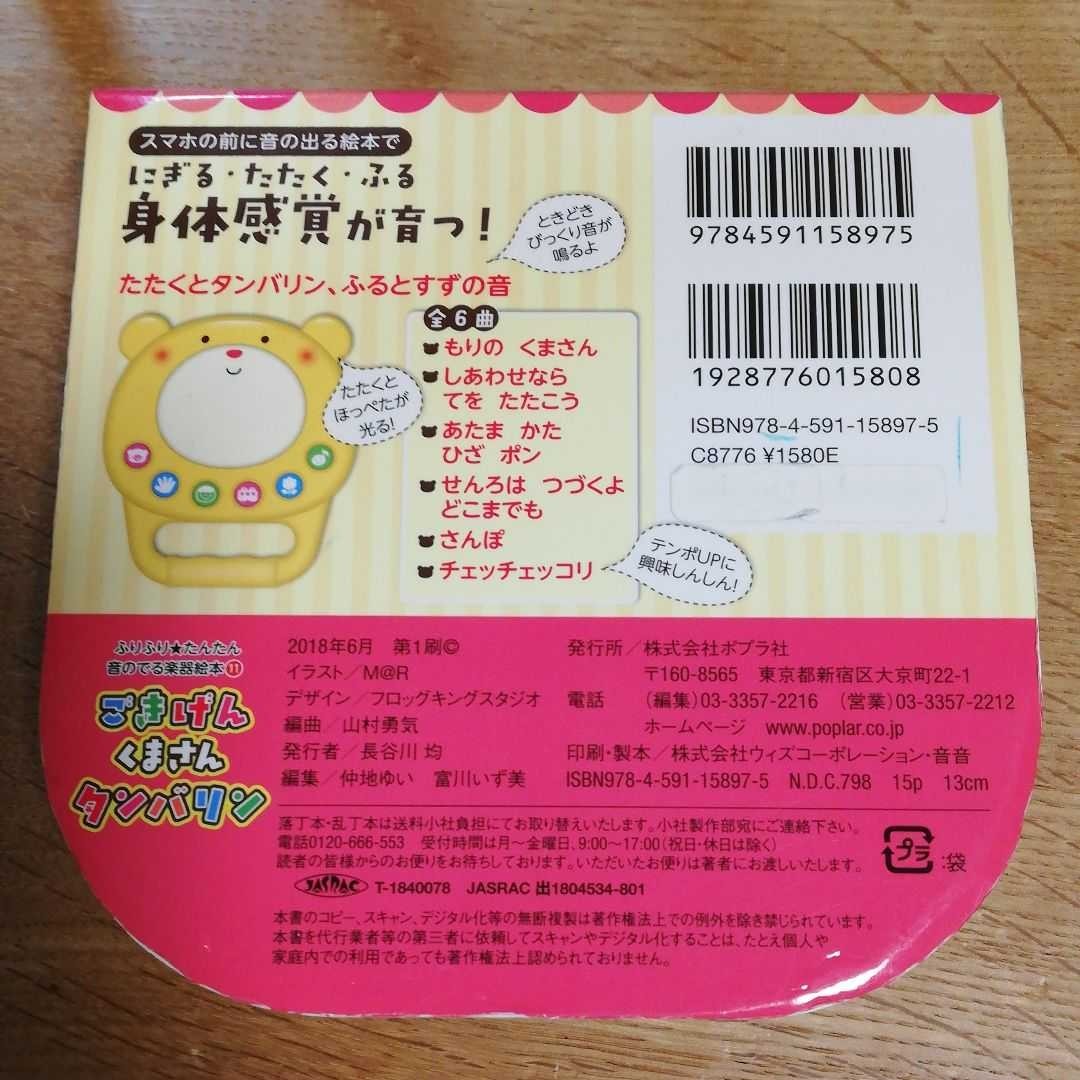 スマホの前に音の出る絵本で
にぎる・たたく・ふる
身体感覚が育つ!
ときどき
びっくり音が
鳴るよ
たたくとタンバリン、ふるとすずの音
たたくと
ほっぺたが
光る!
全6曲
もりの くまさん
しあわせなら
てを たたこう
あたま かた
ひざ ポン
せんろは つづくよ
どこまでも
さんぽ
チェッチェッコリ
テンポUPに
興味しんしん!
9784591158975
1928776015808
ISBN978-4-591-15897-5
C8776 ¥1580E
ふりふり★たんたん
音のでる楽器絵本⑪
ごきげん
くまさん
タンバリン
2018年6月 第1刷©
イラスト/M@R
デザイン/フロッグキングスタジオ
編曲/山村勇気
発行者/長谷川 均
編集/仲地ゆい 富川いず美
発行所/株式会社ポプラ社
〒160-8565 東京都新宿区大京町22-1
電話 (編集)03-3357-2216 (営業)03-3357-2212
ホームページ www.poplar.co.jp
印刷・製本/株式会社ウィズコーポレーション・音音
ISBN978-4-591-15897-5 N.D.C.798 15p 13cm
落丁本・乱丁本は送料小社負担にてお取り替えいたします。小社製作部宛にご連絡下さい。
電話0120-666-553 受付時間は月~金曜日、9:00~17:00(祝日・休日は除く)
読者の皆様からのお便りをお待ちしております。いただいたお便りは著者にお渡しいたします。
JASRAC T-1840078 JASRAC 出1804534-801
プラ :袋
本書のコピー、スキャン、デジタル化等の無断複製は著作権法上での例外を除き禁じられています。
本書を代行業者等の第三者に依頼してスキャンやデジタル化することは、たとえ個人や
家庭内での利用であっても著作権法上認められておりません。